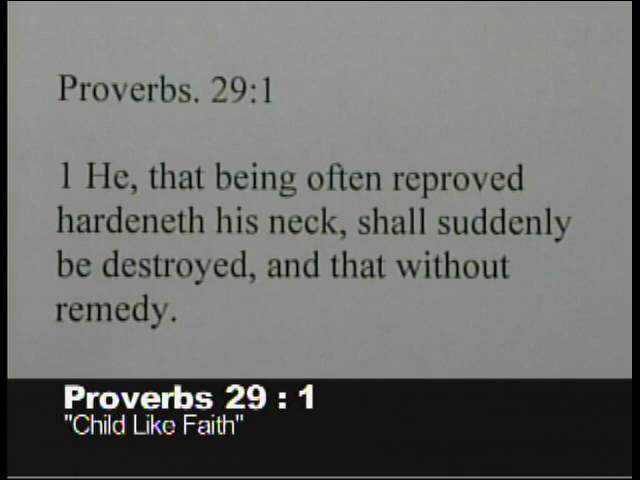 Proverbs. 29:1
1 He, that being often reproved
hardeneth his neck, shall suddenly
be destroyed, and that without
remedy.
Proverbs 29 : 1
"Child Like Faith"